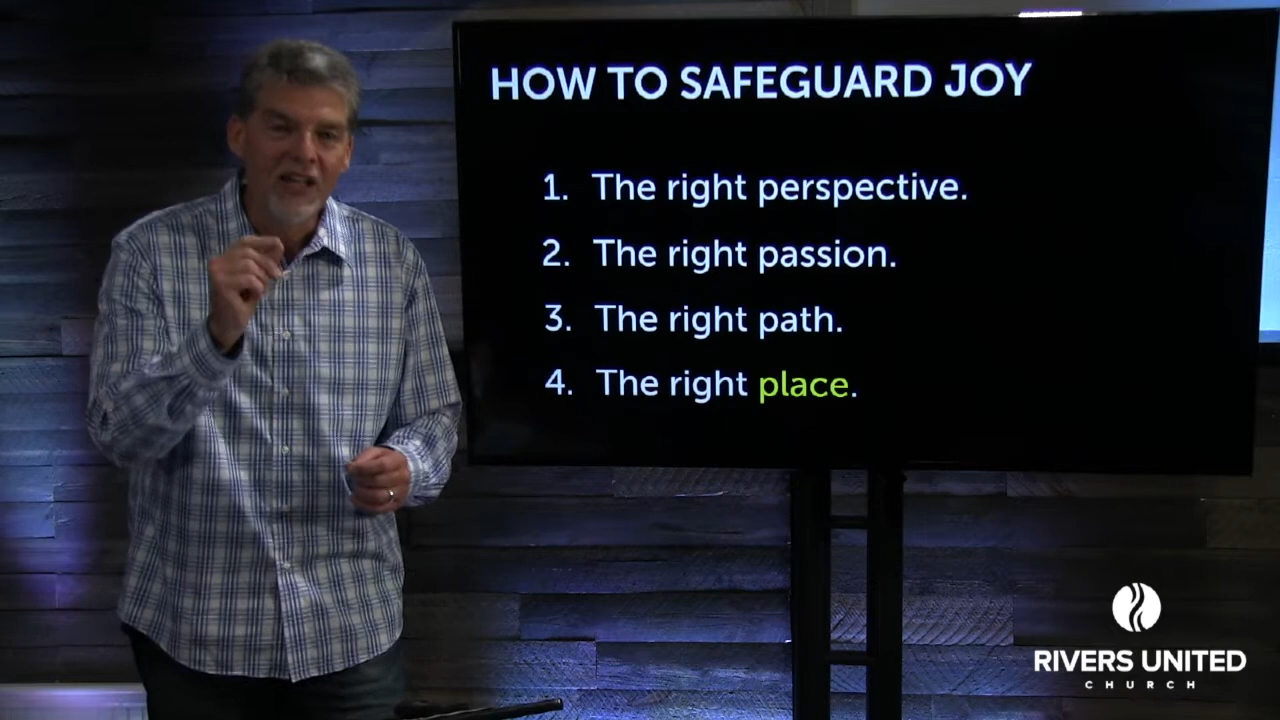 HOW TO SAFEGUARD JOY
1. The right perspective.
2. The right passion.
3. The right path.
4. The right place.
RIVERS UNITED
CHURCH